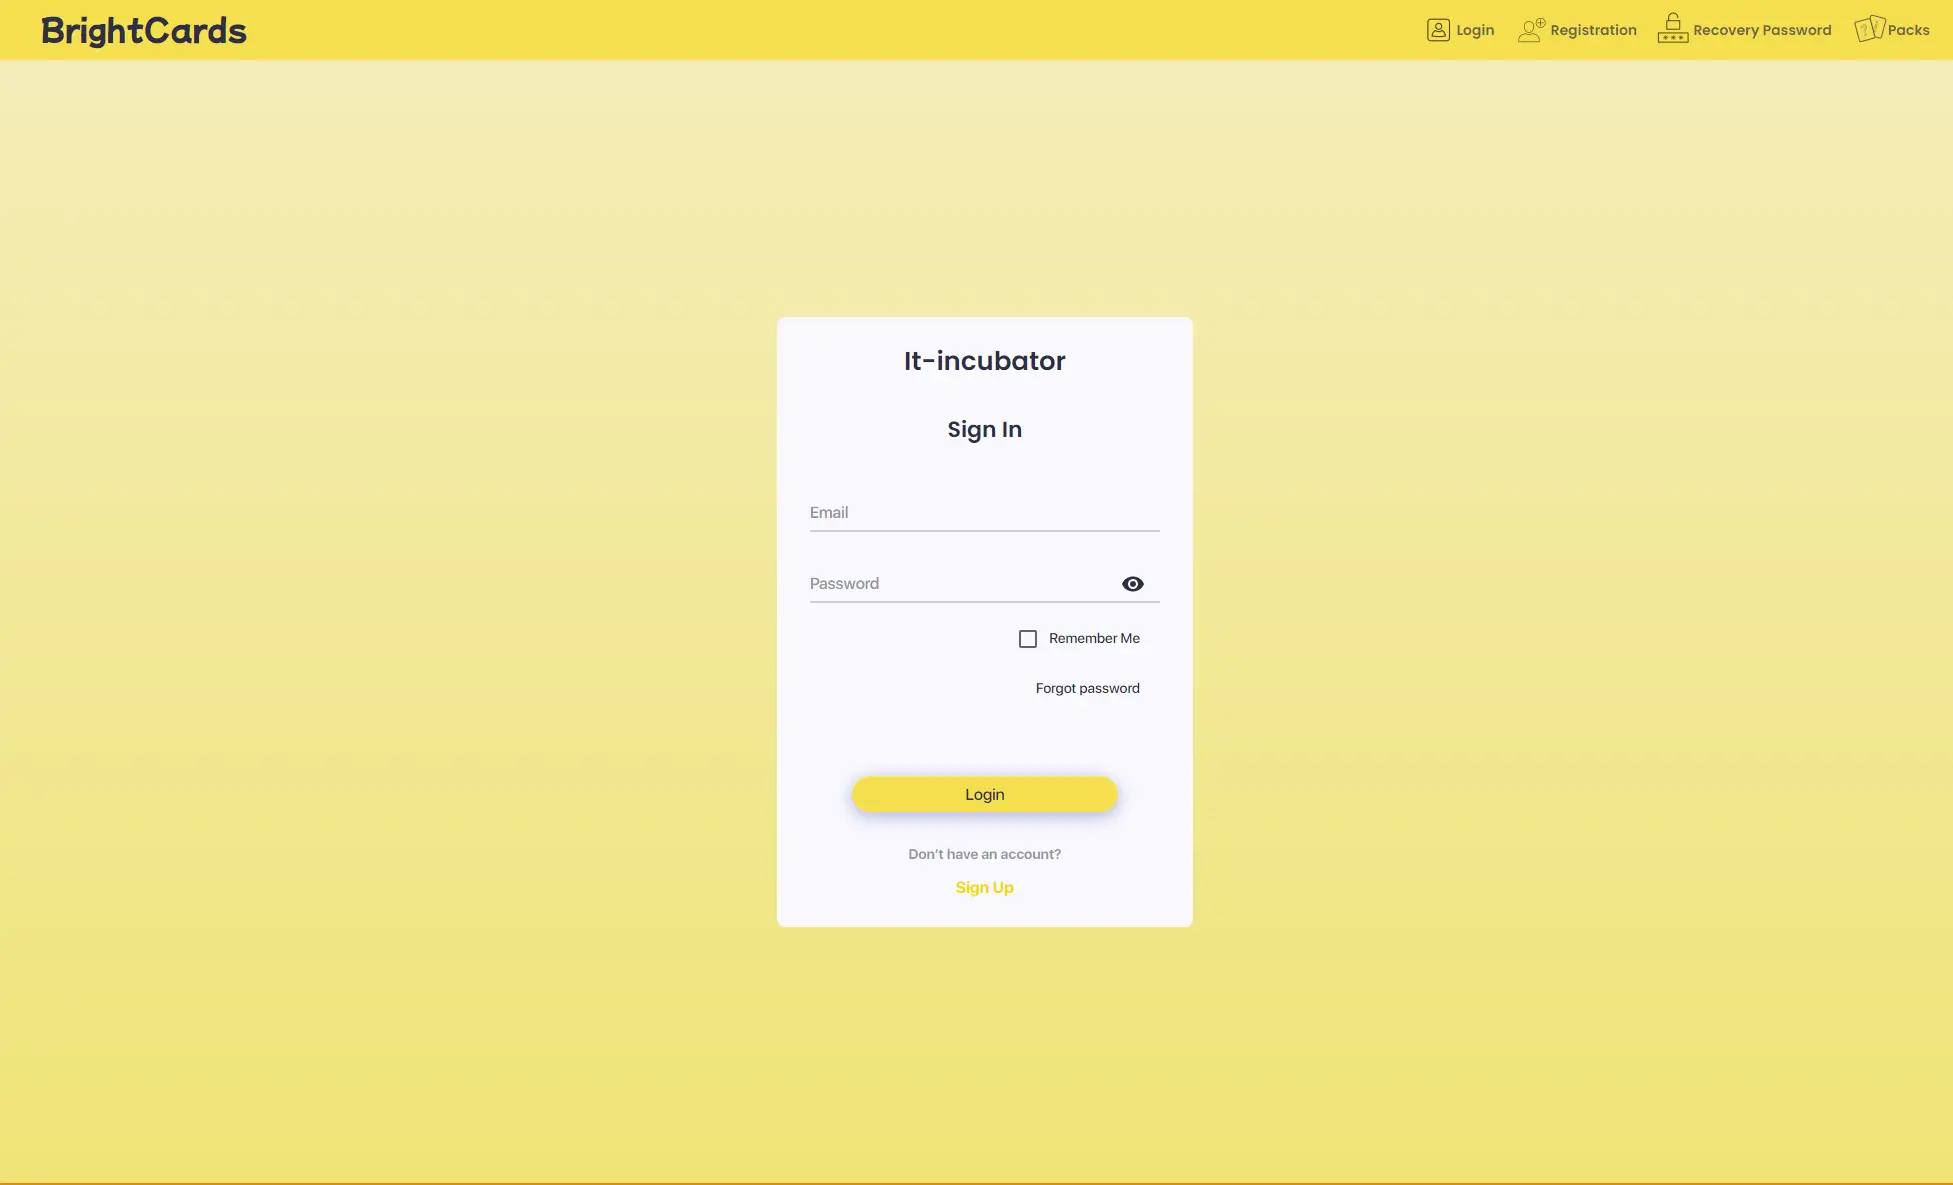 BrightCards
Login
Registration
Recovery Password
Packs
It-incubator
Sign In
Email
Password
Remember Me
Forgot password
Login
Don't have an account?
Sign Up